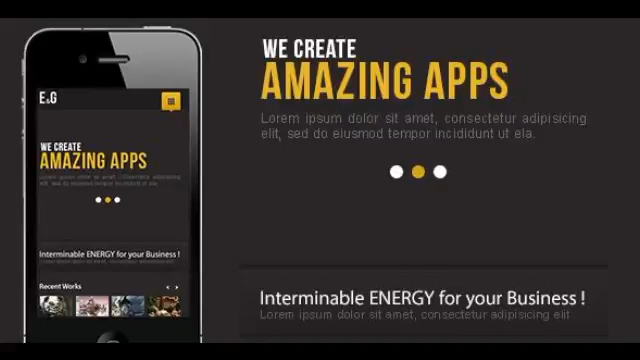 E&G
WE CREATE
AMAZING APPS
Interminable ENERGY for your Business !
Recent Works
WE CREATE
AMAZING APPS
Lorem ipsum dolor sit amet, consectetur adipisicing
elit, sed do eiusmod tempor incididunt ut ela.
Interminable ENERGY for your Business !
Lorem ipsum dolor sit amet, consectetur adipisicing elit